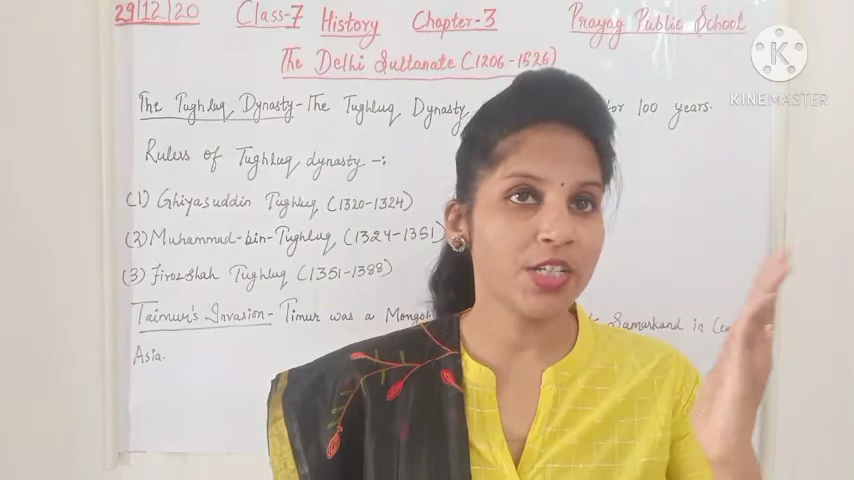 29/12/20 Class-7 History Chapter-3 Prayag Public School
The Delhi Sultanate (1206-1526)
KINEMASTER
The Tughluq Dynasty-The Tughluq Dynasty for 100 years.
Rulers of Tughluq dynasty -:
(1) Ghiyasuddin Tughluq (1320-1324)
(2) Muhammad-bin-Tughluq (1324-1351)
(3) Firozshah Tughluq (1351-1388)
Taimur's Invasion- Timur was a Mongol Samarkand in Cen
Asia.